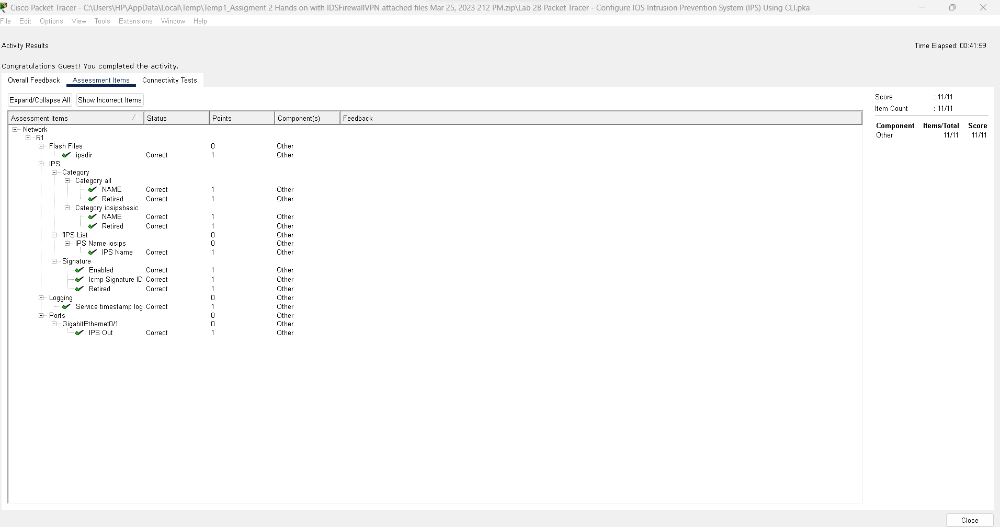 Cisco Packet Tracer - C:\Users\HP\AppData\Local\Temp\Temp1_Assigment 2 Hands on with IDSFirewallVPN attached files Mar 25, 2023 212 PM.zip\Lab 2B Packet Tracer - Configure IOS Intrusion Prevention System (IPS) Using CLI.pka
File Edit Options View Tools Extensions Window Help
Activity Results Time Elapsed: 00:41:59
Congratulations Guest! You completed the activity.
Overall Feedback Assessment Items Connectivity Tests
Expand/Collapse All Show Incorrect Items
Assessment Items Status Points Component(s) Feedback
Network
R1
Flash Files 0 Other
ipsdir Correct 1 Other
IPS
Category
Category all
NAME Correct 1 Other
Retired Correct 1 Other
Category iosipsbasic
NAME Correct 1 Other
Retired Correct 1 Other
fIPS List 0 Other
IPS Name iosips 0 Other
IPS Name Correct 1 Other
Signature
Enabled Correct 1 Other
Icmp Signature ID Correct 1 Other
Retired Correct 1 Other
Logging 0 Other
Service timestamp log Correct 1 Other
Ports 0 Other
GigabitEthernet0/1 0 Other
IPS Out Correct 1 Other
Score : 11/11
Item Count : 11/11
Component Items/Total Score
Other 11/11 11/11
Close